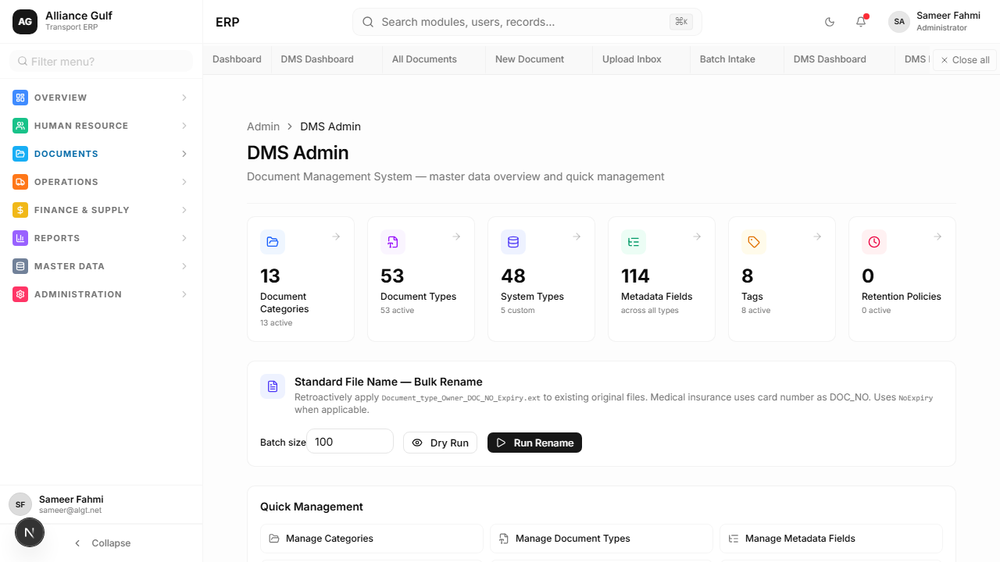 AG
Alliance Gulf
Transport ERP
ERP
Search modules, users, records...
⌘K
SA
Sameer Fahmi
Administrator
Filter menu?
Dashboard
DMS Dashboard
All Documents
New Document
Upload Inbox
Batch Intake
DMS Dashboard
DMS
Close all
OVERVIEW
HUMAN RESOURCE
DOCUMENTS
OPERATIONS
FINANCE & SUPPLY
REPORTS
MASTER DATA
ADMINISTRATION
Admin > DMS Admin
DMS Admin
Document Management System — master data overview and quick management
13
Document
Categories
13 active
53
Document Types
53 active
48
System Types
5 custom
114
Metadata Fields
across all types
8
Tags
8 active
0
Retention Policies
0 active
Standard File Name — Bulk Rename
Retroactively apply Document_type_Owner_DOC_NO_Expiry.ext to existing original files. Medical insurance uses card number as DOC_NO. Uses NoExpiry
when applicable.
Batch size
100
Dry Run
Run Rename
Quick Management
Manage Categories
Manage Document Types
Manage Metadata Fields
SF
Sameer Fahmi
sameer@algt.net
N
Collapse